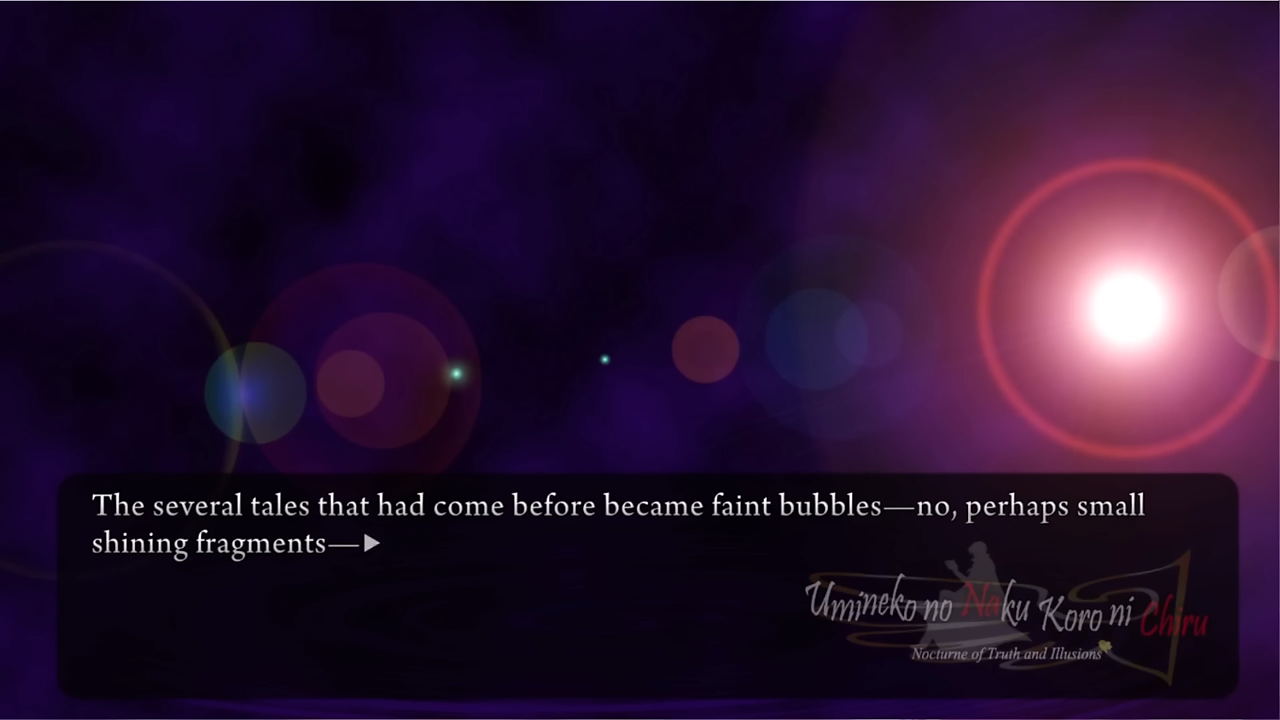 The several tales that had come before became faint bubbles—no, perhaps small
shining fragments—
Umineko no Naku Koro ni Chiru
Nocturne of Truth and Illusions